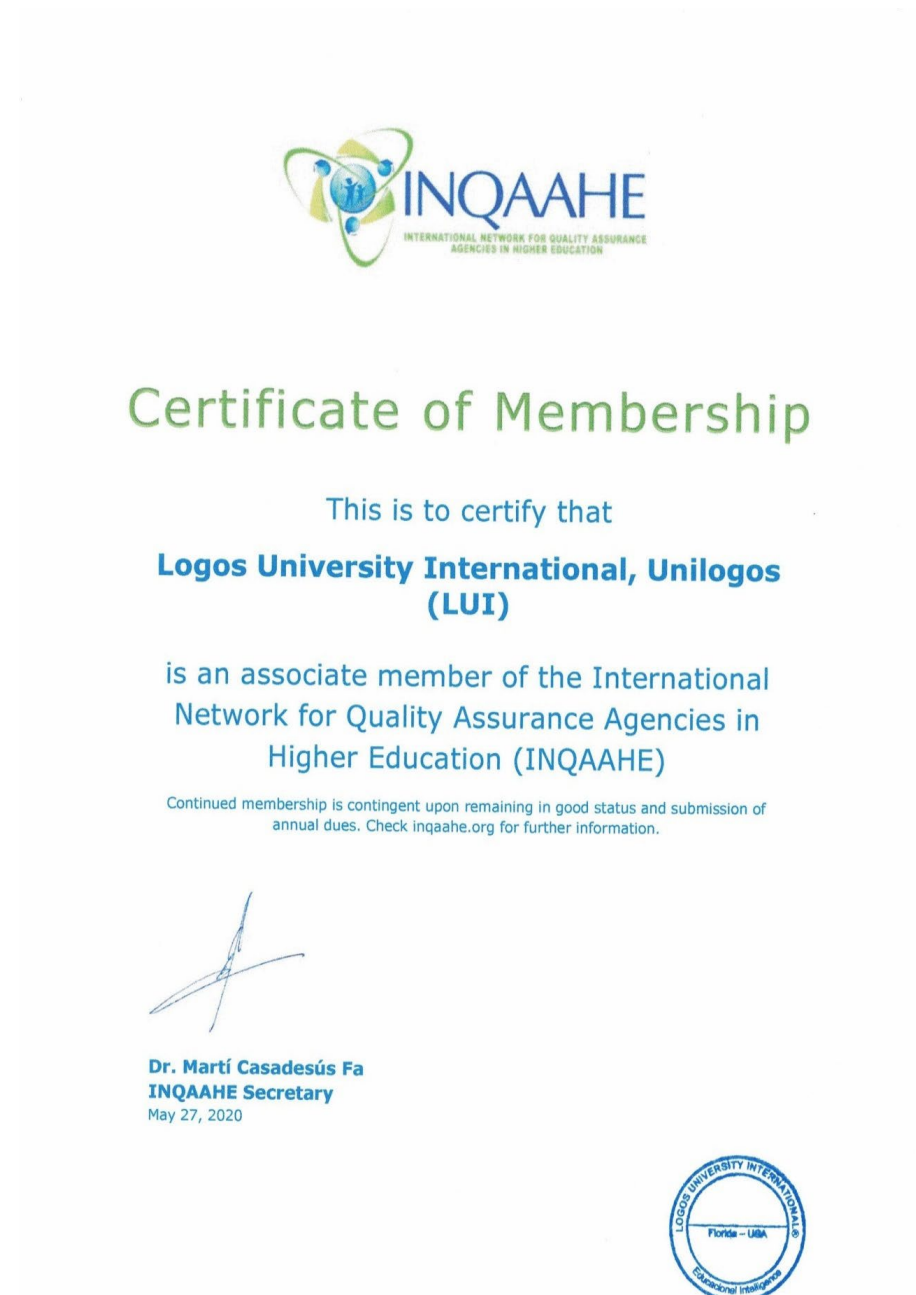 INQAAHE
INTERNATIONAL NETWORK FOR QUALITY ASSURANCE
AGENCIES IN HIGHER EDUCATION
Certificate of Membership
This is to certify that
Logos University International, Unilogos
(LUI)
is an associate member of the International
Network for Quality Assurance Agencies in
Higher Education (INQAAHE)
Continued membership is contingent upon remaining in good status and submission of
annual dues. Check inqaahe.org for further information.
Dr. Martí Casadesús Fa
INQAAHE Secretary
May 27, 2020
LOGOS UNIVERSITY INTERNATIONAL®
Florida – USA
Educacional Intelligence